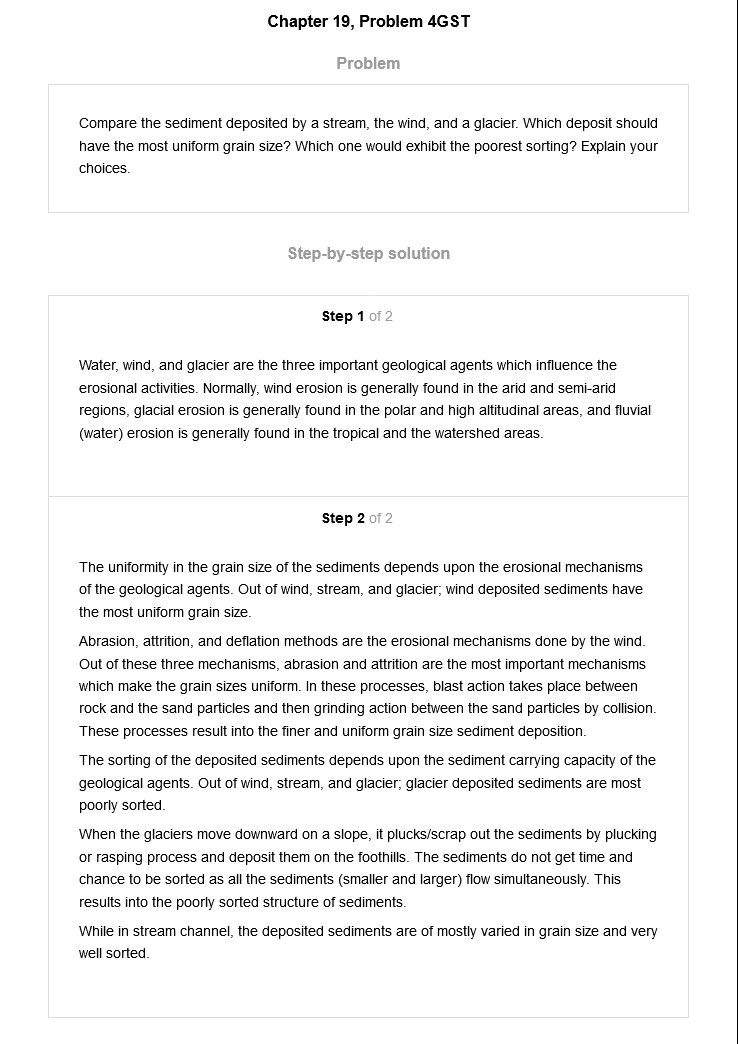 Chapter 19, Problem 4GST
Problem
Compare the sediment deposited by a stream, the wind, and a glacier. Which deposit should
have the most uniform grain size? Which one would exhibit the poorest sorting? Explain your
choices.
Step-by-step solution
Step 1 of 2
Water, wind, and glacier are the three important geological agents which influence the
erosional activities. Normally, wind erosion is generally found in the arid and semi-arid
regions, glacial erosion is generally found in the polar and high altitudinal areas, and fluvial
(water) erosion is generally found in the tropical and the watershed areas.
Step 2 of 2
The uniformity in the grain size of the sediments depends upon the erosional mechanisms
of the geological agents. Out of wind, stream, and glacier; wind deposited sediments have
the most uniform grain size.
Abrasion, attrition, and deflation methods are the erosional mechanisms done by the wind.
Out of these three mechanisms, abrasion and attrition are the most important mechanisms
which make the grain sizes uniform. In these processes, blast action takes place between
rock and the sand particles and then grinding action between the sand particles by collision.
These processes result into the finer and uniform grain size sediment deposition.
The sorting of the deposited sediments depends upon the sediment carrying capacity of the
geological agents. Out of wind, stream, and glacier; glacier deposited sediments are most
poorly sorted.
When the glaciers move downward on a slope, it plucks/scrap out the sediments by plucking
or rasping process and deposit them on the foothills. The sediments do not get time and
chance to be sorted as all the sediments (smaller and larger) flow simultaneously. This
results into the poorly sorted structure of sediments.
While in stream channel, the deposited sediments are of mostly varied in grain size and very
well sorted.